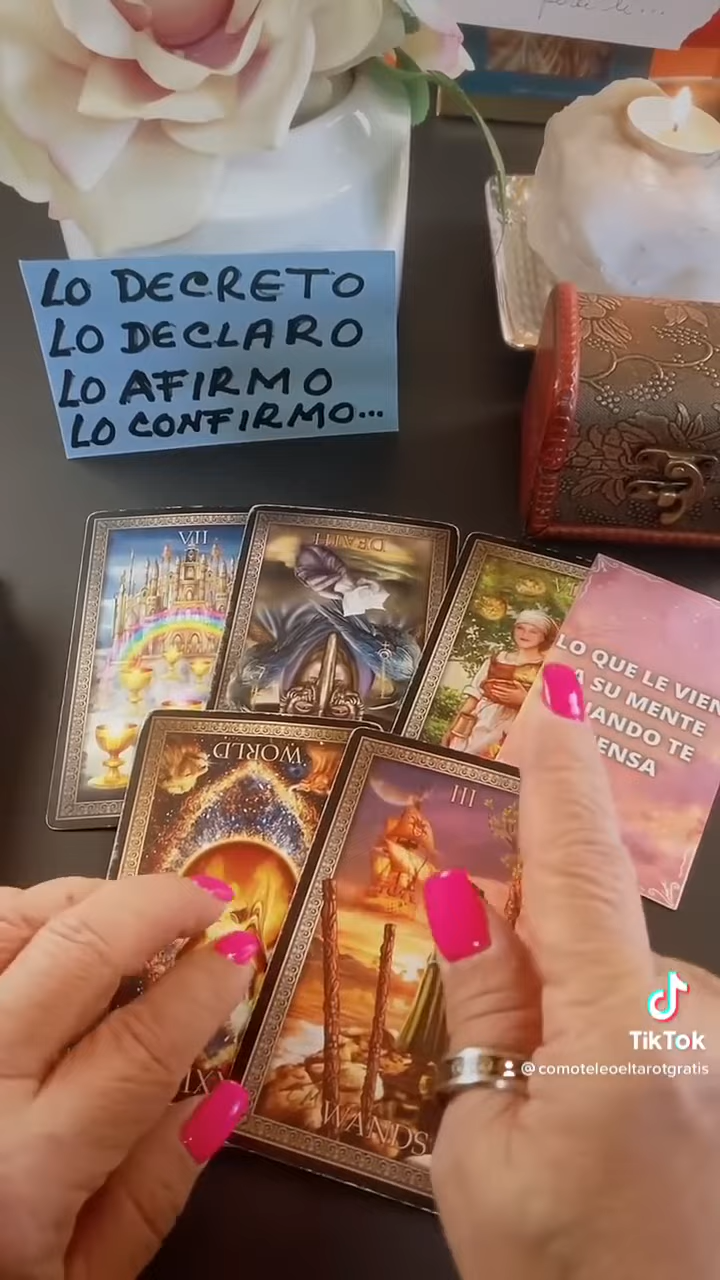 LO DECRETO
LO DECLARO
LO AFIRMO
LO CONFIRMO...
VII
DEATH
LO QUE LE VIEN
A SU MENTE
UANDO TE
ENSA
WORLD
III
WANDS
TikTok
@comoteleoeltarotgratis